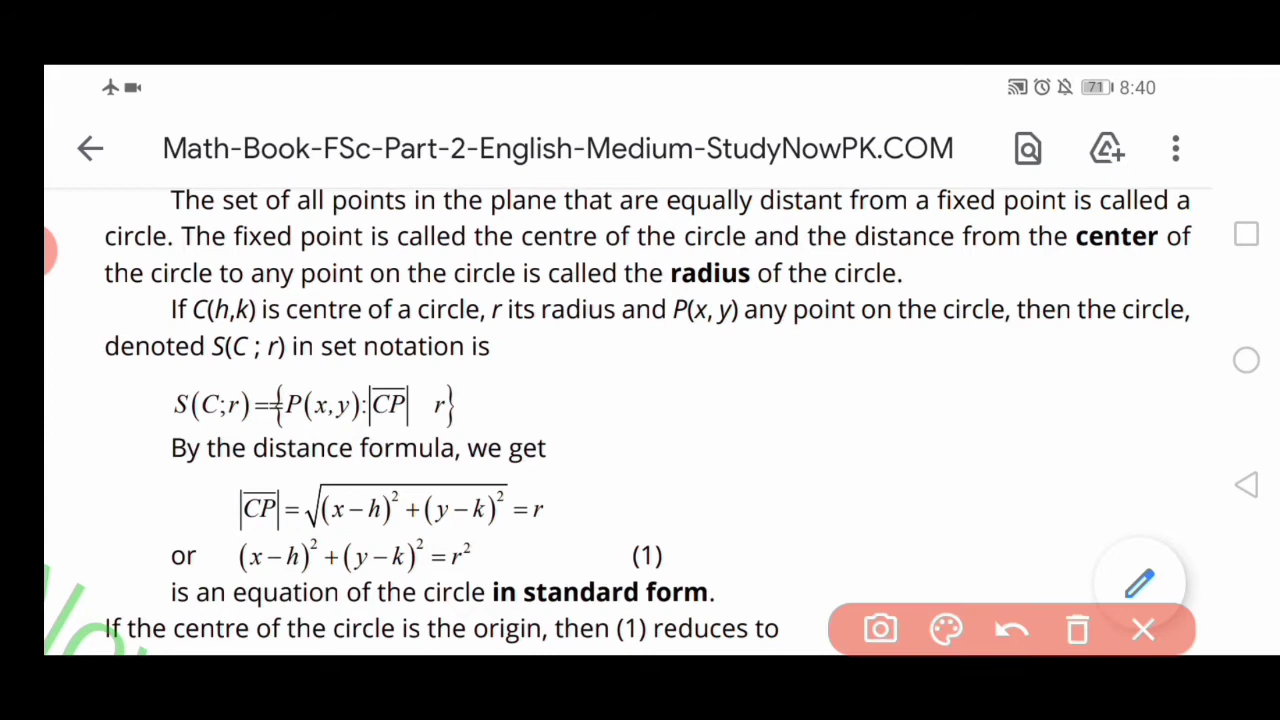 71 8:40
Math-Book-FSc-Part-2-English-Medium-StudyNowPK.COM
The set of all points in the plane that are equally distant from a fixed point is called a
circle. The fixed point is called the centre of the circle and the distance from the center of
the circle to any point on the circle is called the radius of the circle.
If C(h,k) is centre of a circle, r its radius and P(x, y) any point on the circle, then the circle,
denoted S(C ; r) in set notation is
S(C;r)=={P(x,y):|\overline{CP}| r}
By the distance formula, we get
|\overline{CP}| = √((x−h)² +(y−k)²) = r
or (x−h)² +(y−k)² = r² (1)
is an equation of the circle in standard form.
If the centre of the circle is the origin, then (1) reduces to